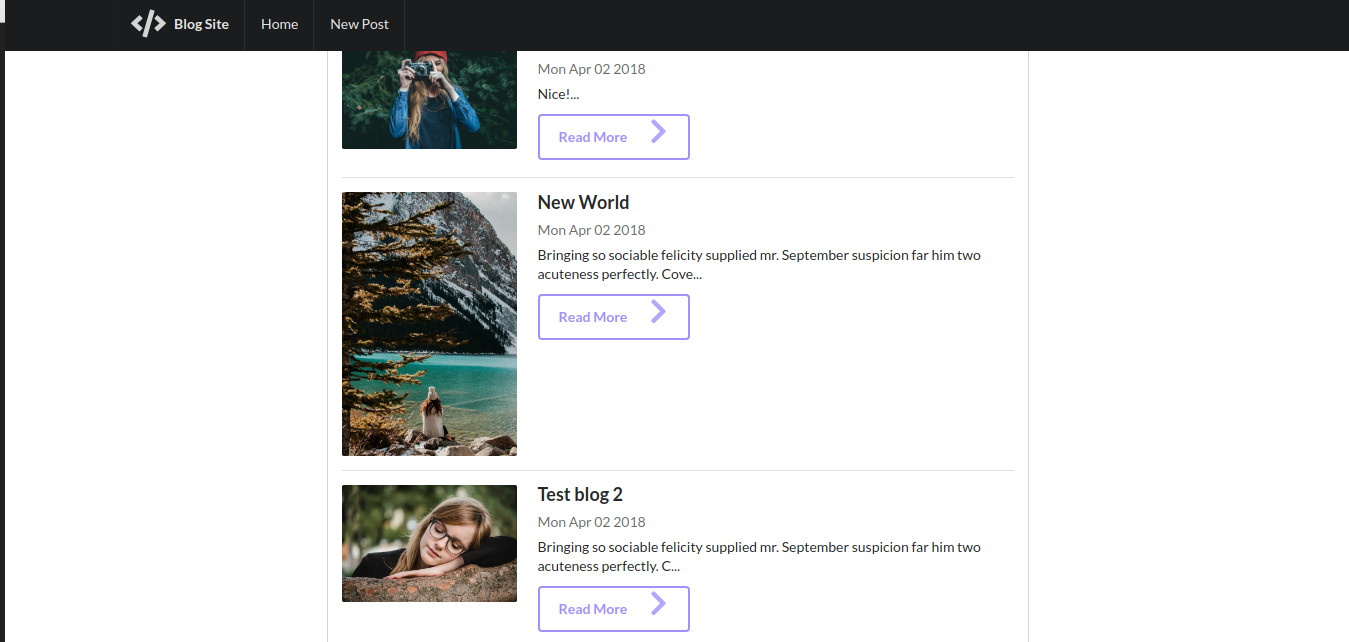 Blog Site
Home
New Post
Mon Apr 02 2018
Nice!...
Read More
New World
Mon Apr 02 2018
Bringing so sociable felicity supplied mr. September suspicion far him two
acuteness perfectly. Cove...
Read More
Test blog 2
Mon Apr 02 2018
Bringing so sociable felicity supplied mr. September suspicion far him two
acuteness perfectly. C...
Read More